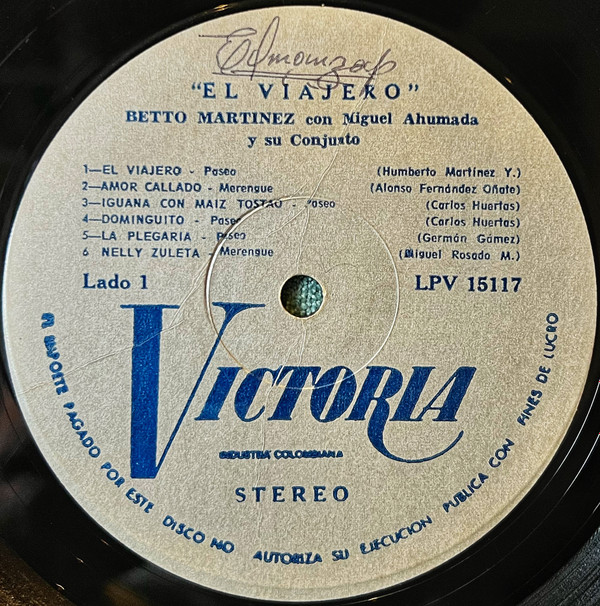 "EL VIAJERO"
BETTO MARTINEZ con Miguel Ahumada
y su Conjunto
1—EL VIAJERO - Paseo (Humberto Martínez Y.)
2—AMOR CALLADO - Merengue (Alonso Fernández Oñate)
3—IGUANA CON MAIZ TOSTAO - Paseo (Carlos Huertas)
4—DOMINGUITO - Paseo (Carlos Huertas)
5—LA PLEGARIA - Paseo (Germán Gámez)
6 NELLY ZULETA - Merengue (Miguel Rosado M.)
Lado 1 LPV 15117
VICTORIA
INDUSTRIA COLOMBIANA
STEREO
EL IMPORTE PAGADO POR ESTE DISCO NO AUTORIZA SU EJECUCION PUBLICA CON FINES DE LUCRO